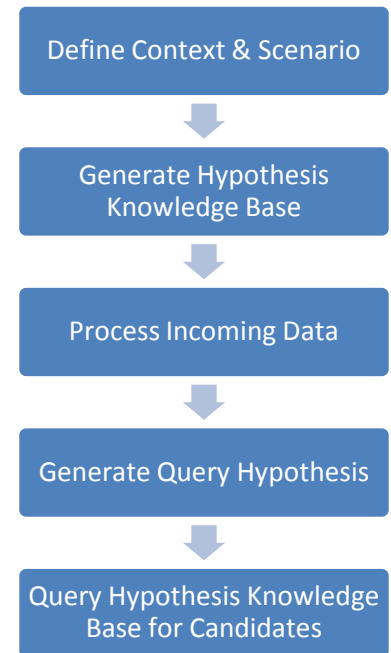 Define Context & Scenario
Generate Hypothesis
Knowledge Base
Process Incoming Data
Generate Query Hypothesis
Query Hypothesis Knowledge
Base for Candidates